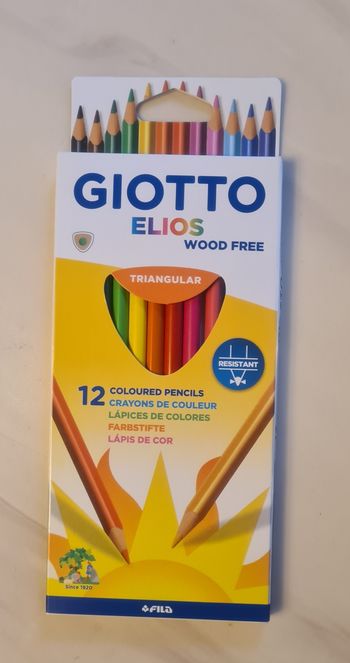 GIOTTO
ELIOS
WOOD FREE
TRIANGULAR
RESISTANT
12 COLOURED PENCILS
CRAYONS DE COULEUR
LÁPICES DE COLORES
FARBSTIFTE
LÁPIS DE COR
Since 1920
FILA